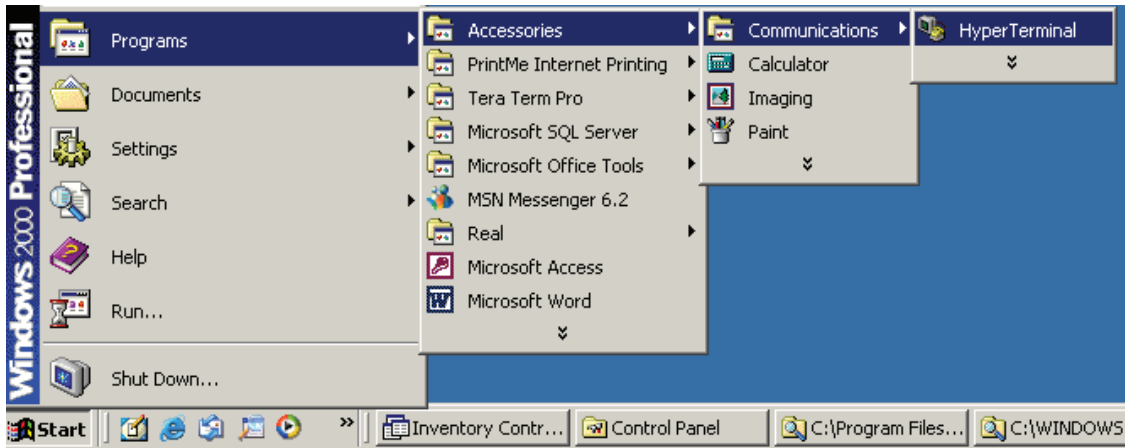 Windows 2000 Professional
Programs
Documents
Settings
Search
Help
Run...
Shut Down...
Accessories
PrintMe Internet Printing
Tera Term Pro
Microsoft SQL Server
Microsoft Office Tools
MSN Messenger 6.2
Real
Microsoft Access
Microsoft Word
Communications
Calculator
Imaging
Paint
HyperTerminal
Start
Inventory Contr...
Control Panel
C:\Program Files...
C:\WINDOWS